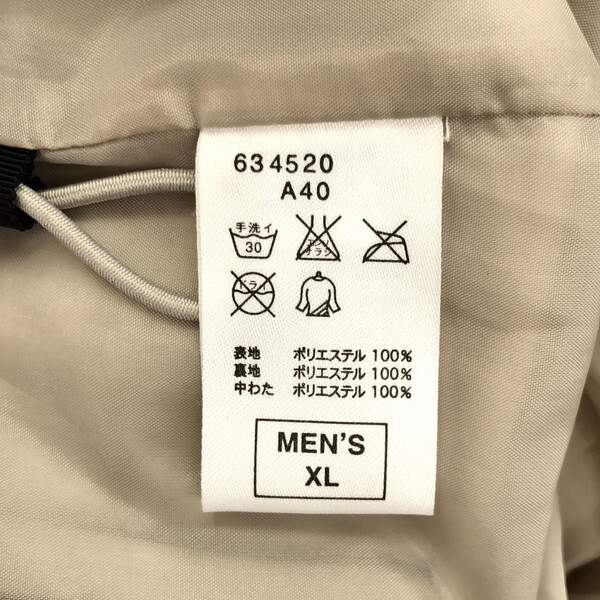 634520
A40
手洗イ
30
エンソ
サラシ
ドライ
表地 ポリエステル 100%
裏地 ポリエステル 100%
中わた ポリエステル 100%
MEN'S
XL